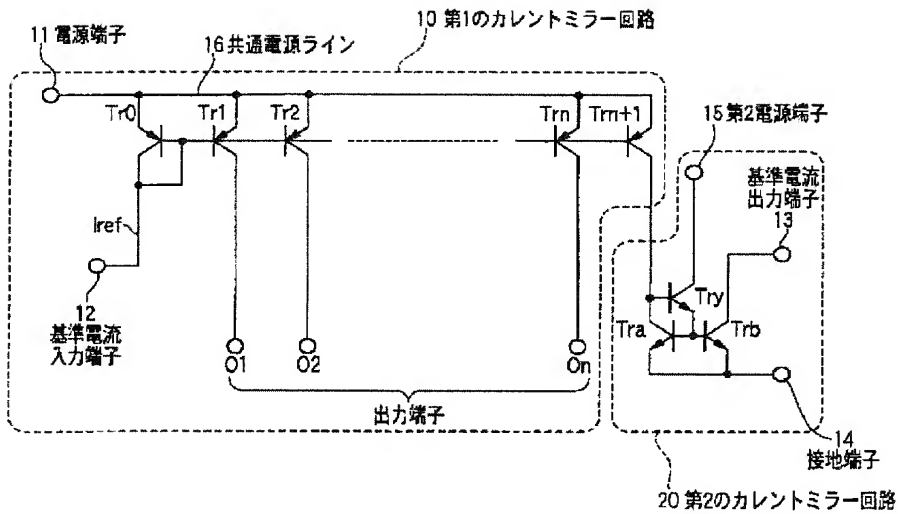 10 第1のカレントミラー回路
11 電源端子
16 共通電源ライン
Tr0
Tr1
Tr2
Trn
Trn+1
15 第2電源端子
基準電流
出力端子
13
Iref
12
基準電流
入力端子
Try
Tra
Trb
O1
O2
On
出力端子
14
接地端子
20 第2のカレントミラー回路